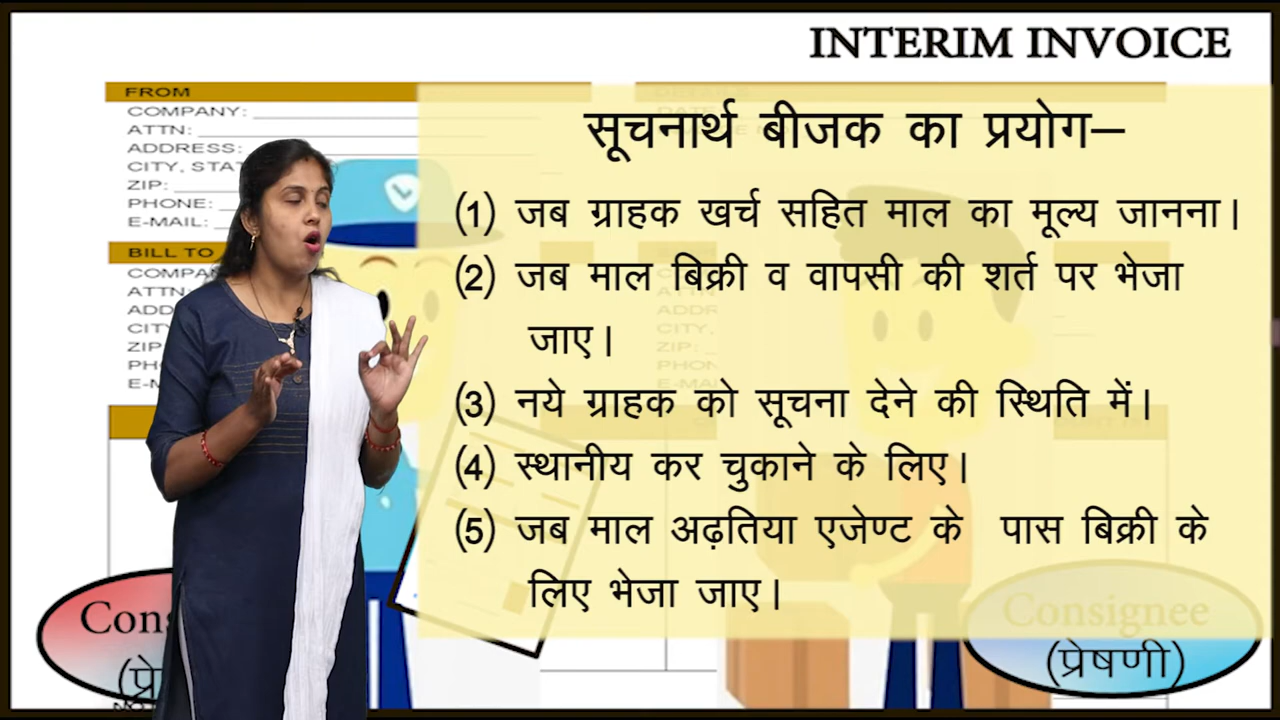 INTERIM INVOICE
FROM
COMPANY:
ATTN:
ADDRESS:
ZIP:
PHONE:
E-MAIL:
BILL TO
सूचनार्थ बीजक का प्रयोग–
(1) जब ग्राहक खर्च सहित माल का मूल्य जानना।
(2) जब माल बिक्री व वापसी की शर्त पर भेजा
जाए।
(3) नये ग्राहक को सूचना देने की स्थिति में।
(4) स्थानीय कर चुकाने के लिए।
(5) जब माल अढ़तिया एजेण्ट के पास बिक्री के
लिए भेजा जाए।
Consignee
(प्रेषणी)